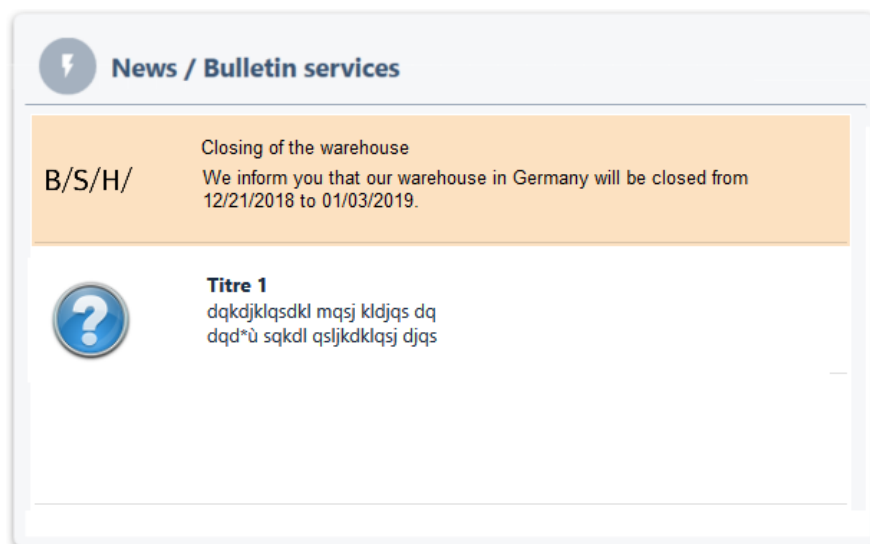 News / Bulletin services
Closing of the warehouse
B/S/H/
We inform you that our warehouse in Germany will be closed from
12/21/2018 to 01/03/2019.
?
Titre 1
dqkdjklqsdkl mqsj kldjqs dq
dqd*ù sqkdl qsljkdklqsj djqs